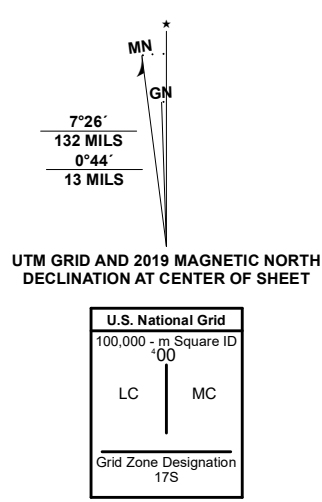 ★
MN
GN
7°26´
132 MILS
0°44´
13 MILS
UTM GRID AND 2019 MAGNETIC NORTH
DECLINATION AT CENTER OF SHEET
U.S. National Grid
100,000 - m Square ID
⁴00
LC MC
Grid Zone Designation
17S